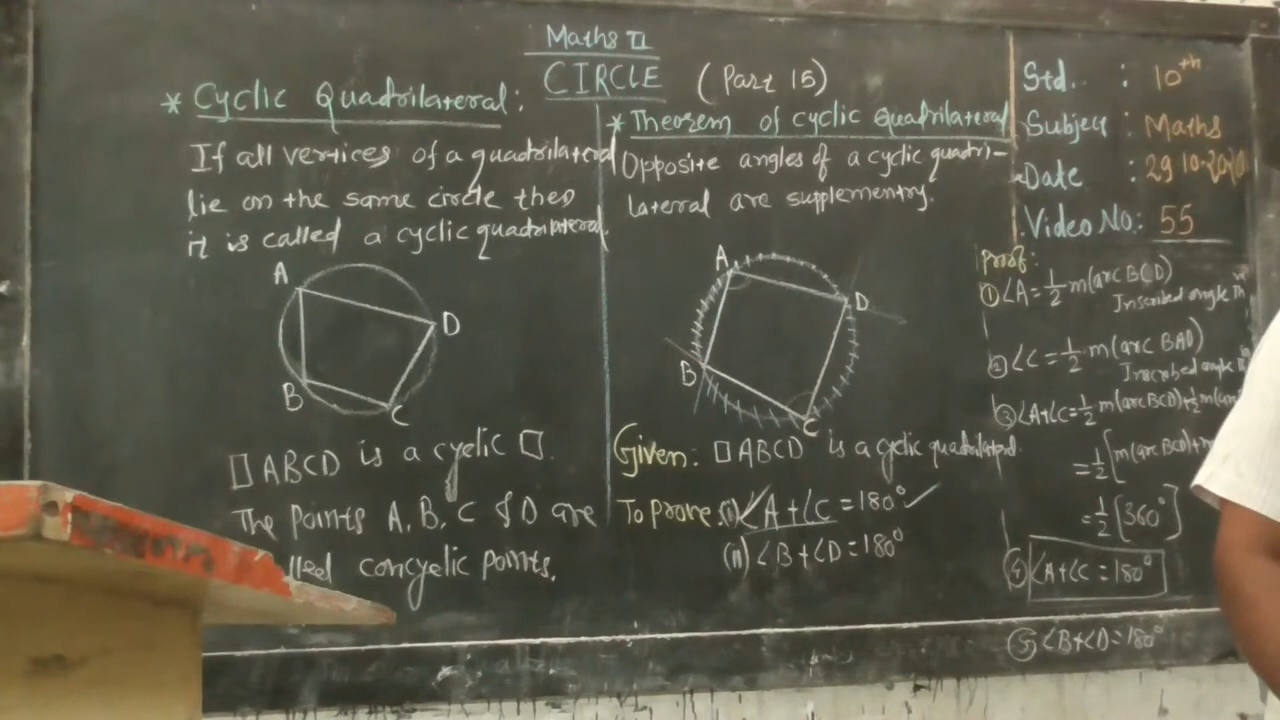 Maths II
CIRCLE (Part 15)
* Cyclic Quadrilateral:
If all vertices of a quadrilateral
lie on the same circle then
it is called a cyclic quadrilateral.
A
D
B
C
□ABCD is a cyclic □.
The points A, B, C & D are
concyclic points.
* Theorem of cyclic Quadrilateral
Opposite angles of a cyclic quadri-
lateral are supplementry.
A
D
B
C
Given: □ABCD is a cyclic quadrilateral.
To prove: (i) ∠A+∠C=180° ✓
(ii) ∠B+∠D=180°
Std. : 10th
Subject : Maths
Date : 29 10-2020
Video No.: 55
Proof:
① ∠A=1/2 m(arc BCD)
Inscribed angle Th
② ∠C=1/2 m(arc BAD)
Inscribed angle
③ ∠A+∠C=1/2 m(arc BCD)+1/2 m(arc
=1/2[m(arc BCD)+m
=1/2[360°]
④ ∠A+∠C=180°
⑤ ∠B+∠D=180°